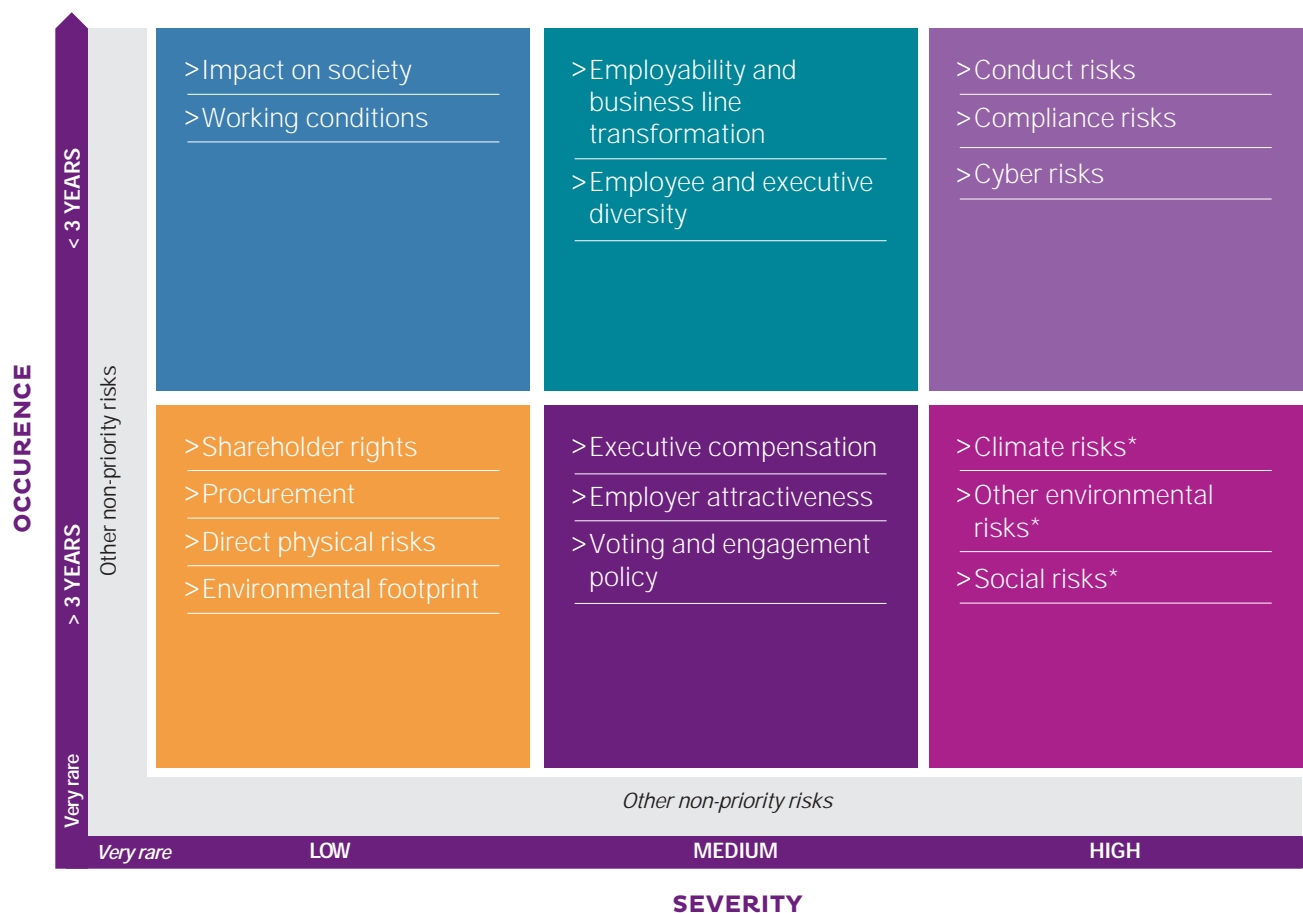 OCCURENCE
< 3 YEARS
> 3 YEARS
Very rare
Other non-priority risks
>Impact on society
>Working conditions
>Employability and
business line
transformation
>Employee and executive
diversity
>Conduct risks
>Compliance risks
>Cyber risks
>Shareholder rights
>Procurement
>Direct physical risks
>Environmental footprint
>Executive compensation
>Employer attractiveness
>Voting and engagement
policy
>Climate risks*
>Other environmental
risks*
>Social risks*
Other non-priority risks
Very rare
LOW
MEDIUM
HIGH
SEVERITY